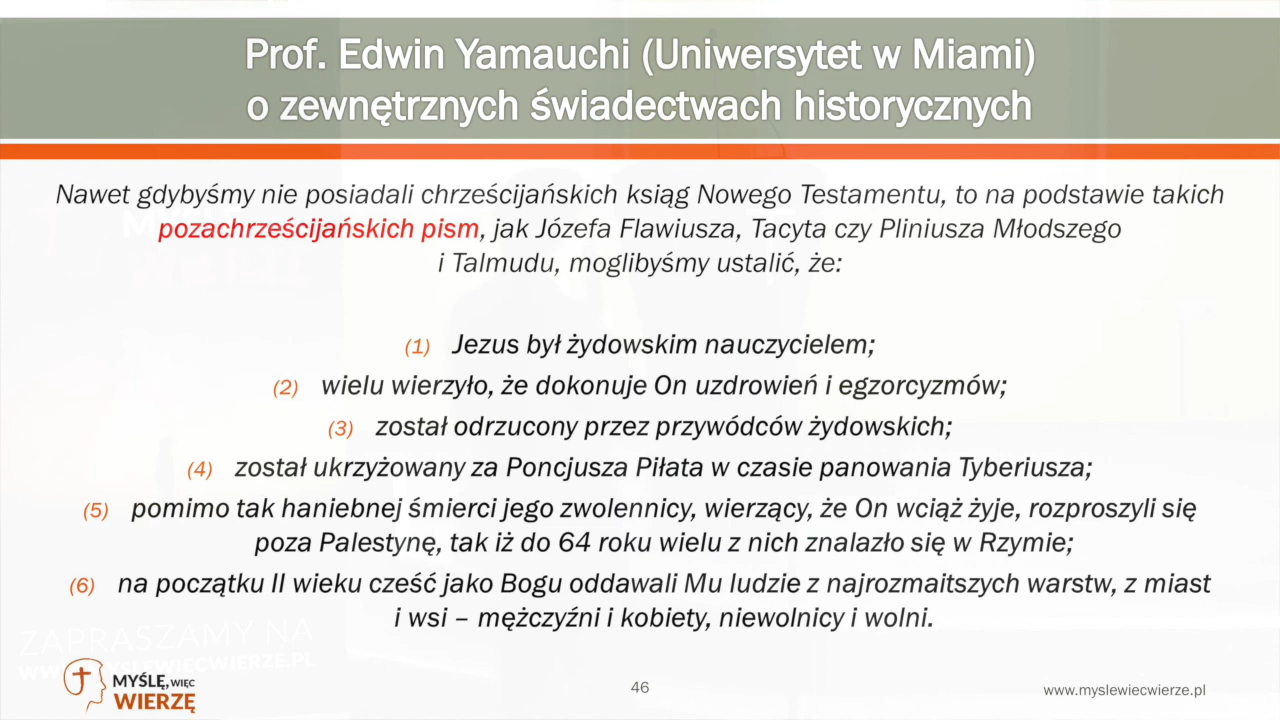 Prof. Edwin Yamauchi (Uniwersytet w Miami)
o zewnętrznych świadectwach historycznych
Nawet gdybyśmy nie posiadali chrześcijańskich ksiąg Nowego Testamentu, to na podstawie takich
pozachrześcijańskich pism, jak Józefa Flawiusza, Tacyta czy Pliniusza Młodszego
i Talmudu, moglibyśmy ustalić, że:
(1) Jezus był żydowskim nauczycielem;
(2) wielu wierzyło, że dokonuje On uzdrowień i egzorcyzmów;
(3) został odrzucony przez przywódców żydowskich;
(4) został ukrzyżowany za Poncjusza Piłata w czasie panowania Tyberiusza;
(5) pomimo tak haniebnej śmierci jego zwolennicy, wierzący, że On wciąż żyje, rozproszyli się
poza Palestynę, tak iż do 64 roku wielu z nich znalazło się w Rzymie;
(6) na początku II wieku cześć jako Bogu oddawali Mu ludzie z najrozmaitszych warstw, z miast
i wsi – mężczyźni i kobiety, niewolnicy i wolni.
ZAPRASZAMY NA
WWW.MYSLEWIECWIERZE.PL
MYŚLĘ, WIĘC
WIERZĘ
46
www.myslewiecwierze.pl